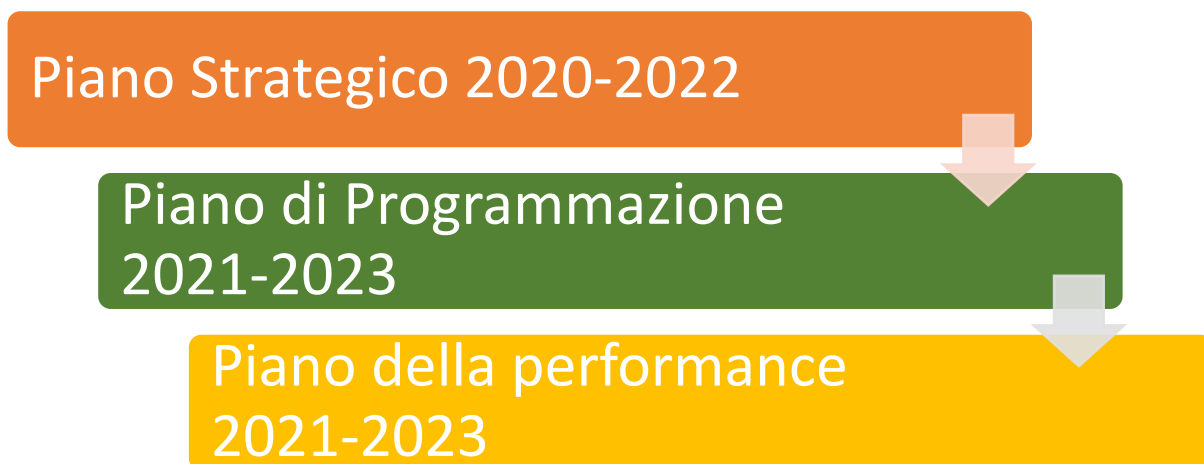 Piano Strategico 2020-2022
Piano di Programmazione
2021-2023
Piano della performance
2021-2023